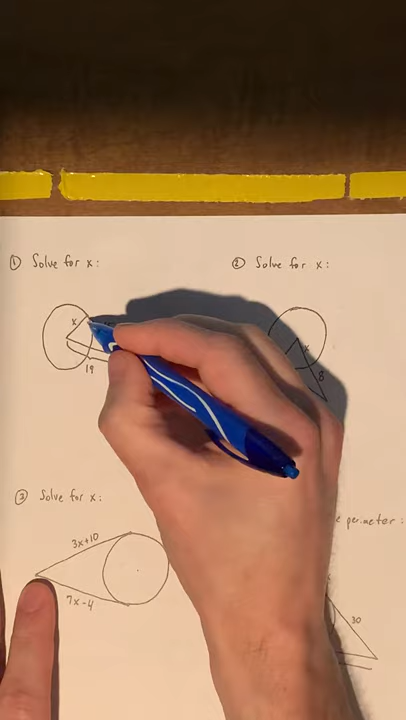 ① Solve for x:
② Solve for x:
x
19
8
③ Solve for x:
e perimeter:
3x+10
7x-4
30